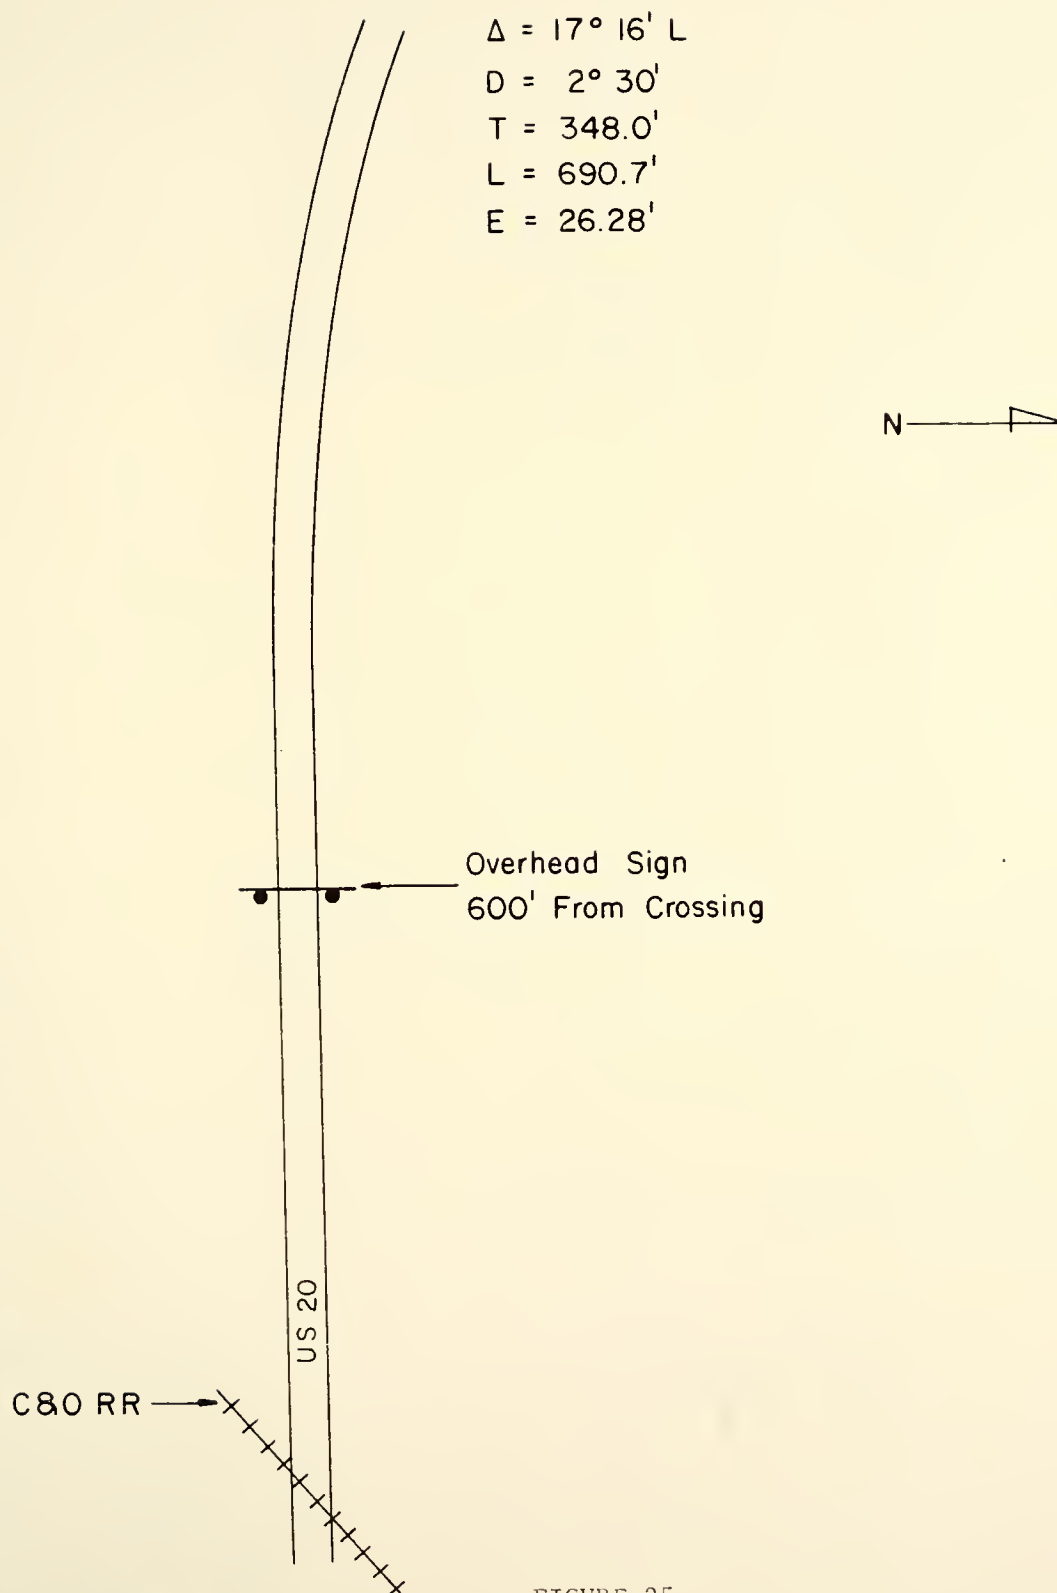 Δ = 17° 16' L
D = 2° 30'
T = 348.0'
L = 690.7'
E = 26.28'
N
Overhead Sign
600' From Crossing
US 20
C&O RR